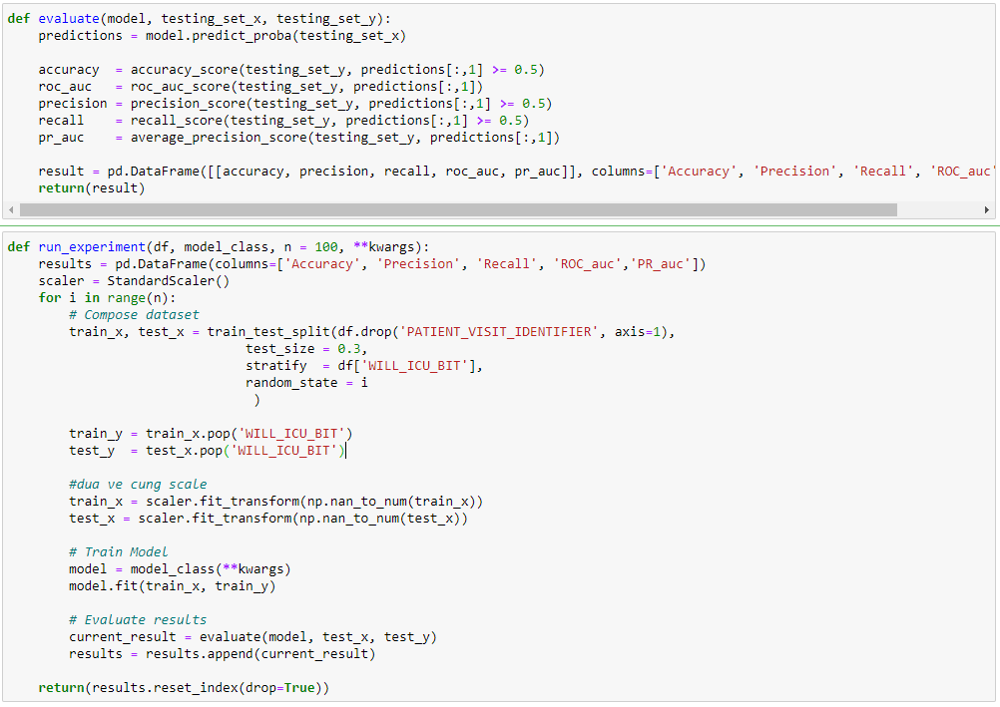 def evaluate(model, testing_set_x, testing_set_y):
    predictions = model.predict_proba(testing_set_x)

    accuracy  = accuracy_score(testing_set_y, predictions[:,1] >= 0.5)
    roc_auc   = roc_auc_score(testing_set_y, predictions[:,1])
    precision = precision_score(testing_set_y, predictions[:,1] >= 0.5)
    recall    = recall_score(testing_set_y, predictions[:,1] >= 0.5)
    pr_auc    = average_precision_score(testing_set_y, predictions[:,1])

    result = pd.DataFrame([[accuracy, precision, recall, roc_auc, pr_auc]], columns=['Accuracy', 'Precision', 'Recall', 'ROC_auc'
    return(result)

def run_experiment(df, model_class, n = 100, **kwargs):
    results = pd.DataFrame(columns=['Accuracy', 'Precision', 'Recall', 'ROC_auc','PR_auc'])
    scaler = StandardScaler()
    for i in range(n):
        # Compose dataset
        train_x, test_x = train_test_split(df.drop('PATIENT_VISIT_IDENTIFIER', axis=1),
                               test_size = 0.3,
                               stratify  = df['WILL_ICU_BIT'],
                               random_state = i
                                )

        train_y = train_x.pop('WILL_ICU_BIT')
        test_y  = test_x.pop('WILL_ICU_BIT')

        #dua ve cung scale
        train_x = scaler.fit_transform(np.nan_to_num(train_x))
        test_x = scaler.fit_transform(np.nan_to_num(test_x))

        # Train Model
        model = model_class(**kwargs)
        model.fit(train_x, train_y)

        # Evaluate results
        current_result = evaluate(model, test_x, test_y)
        results = results.append(current_result)

    return(results.reset_index(drop=True))